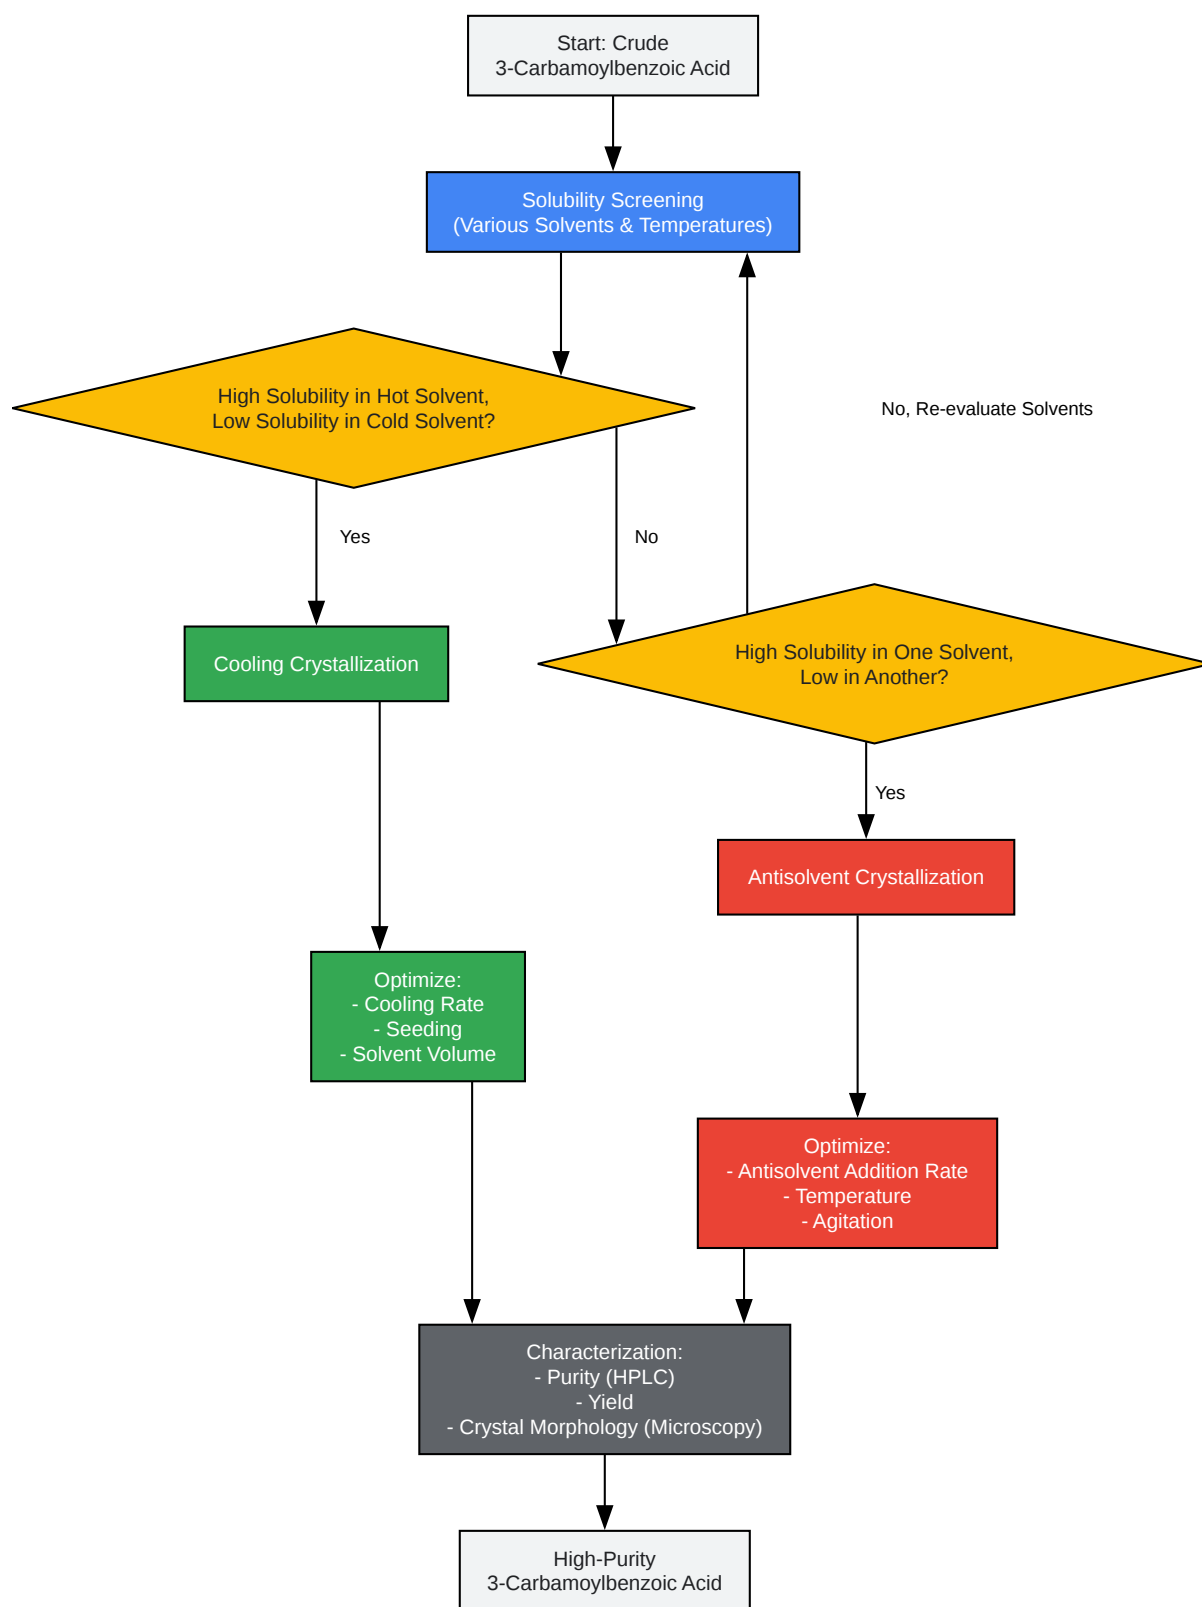 Start: Crude
3-Carbamoylbenzoic Acid
Solubility Screening
(Various Solvents & Temperatures)
High Solubility in Hot Solvent,
Low Solubility in Cold Solvent?
No, Re-evaluate Solvents
Yes
No
Cooling Crystallization
High Solubility in One Solvent,
Low in Another?
Yes
Antisolvent Crystallization
Optimize:
- Cooling Rate
- Seeding
- Solvent Volume
Optimize:
- Antisolvent Addition Rate
- Temperature
- Agitation
Characterization:
- Purity (HPLC)
- Yield
- Crystal Morphology (Microscopy)
High-Purity
3-Carbamoylbenzoic Acid